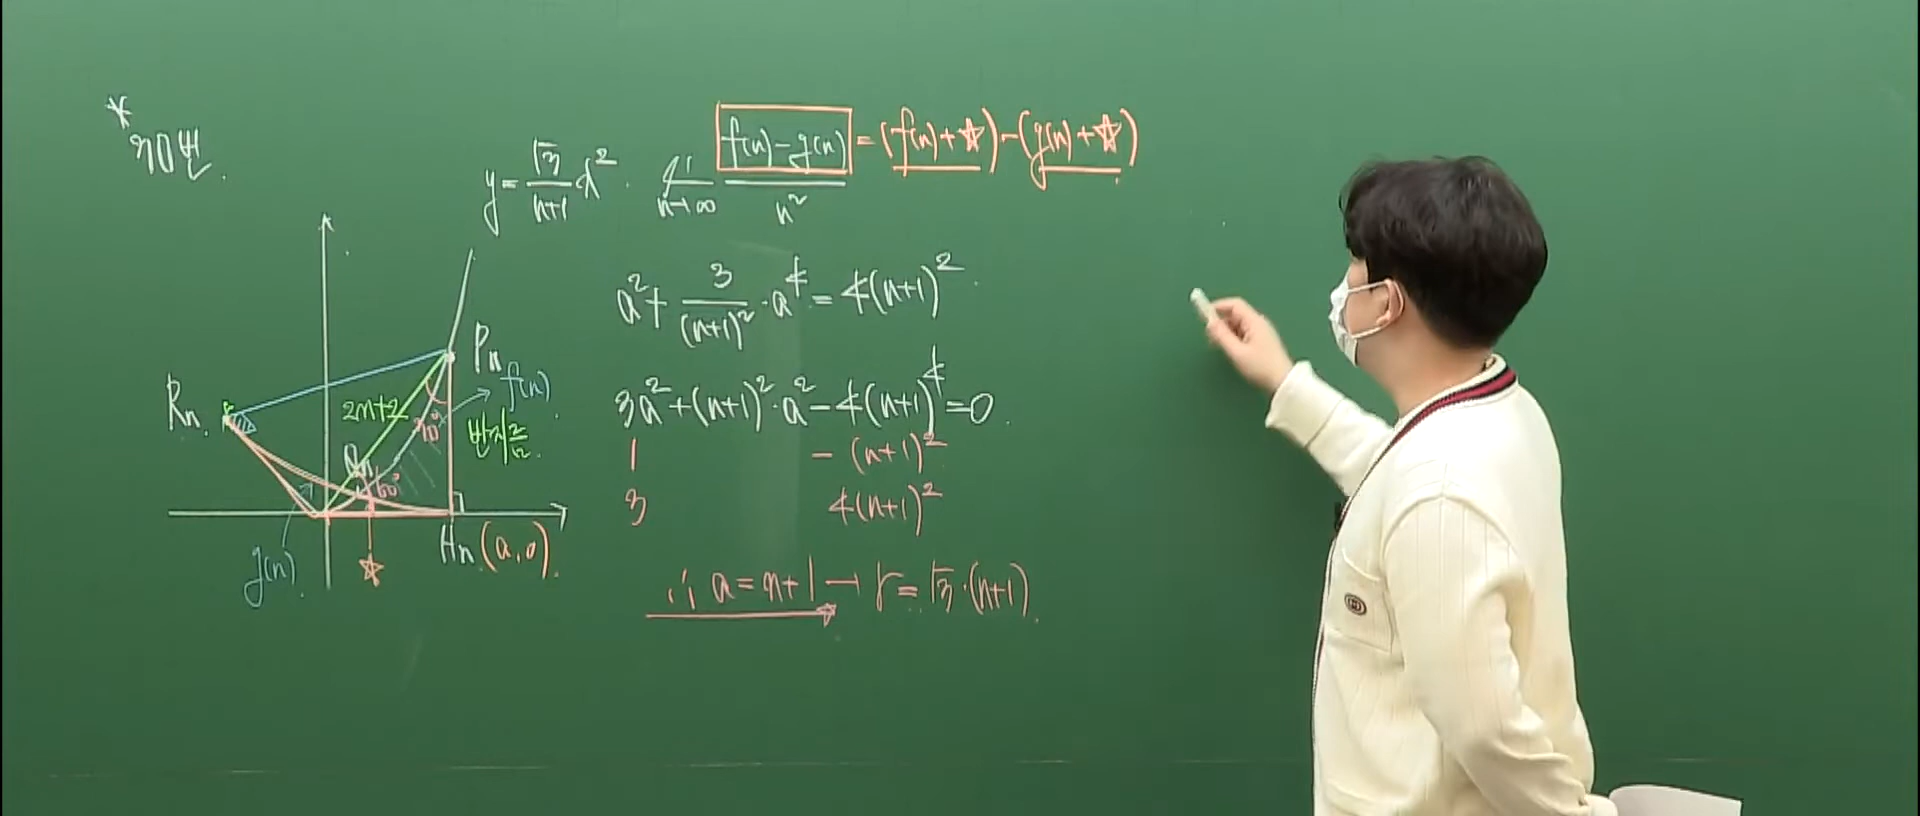 * 30번.
y = √3/(n+1) x². lim n→∞ (f(n) - g(n))/n²
f(n) - g(n) = (f(n) + ☆) - (g(n) + ☆)
a² + 3/(n+1)² · a⁴ = 4(n+1)².
3a² + (n+1)² · a² - 4(n+1)⁴ = 0.
1 - (n+1)²
3 4(n+1)²
∴ a = n+1 → r = √3 · (n+1).
Pn
f(n)
Rn.
2n+2
30°
반지름
Qn
60°
Hn (a, 0).
g(n)
☆